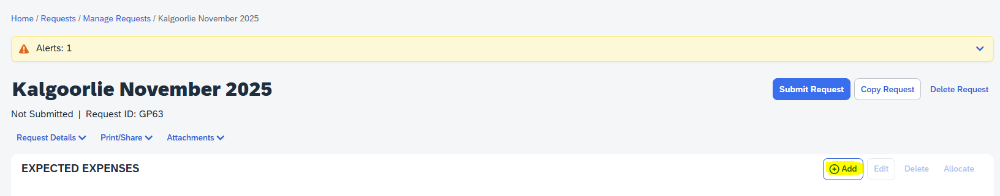 Home / Requests / Manage Requests / Kalgoorlie November 2025
Alerts: 1
Kalgoorlie November 2025
Submit Request Copy Request Delete Request
Not Submitted | Request ID: GP63
Request Details Print/Share Attachments
EXPECTED EXPENSES
Add Edit Delete Allocate